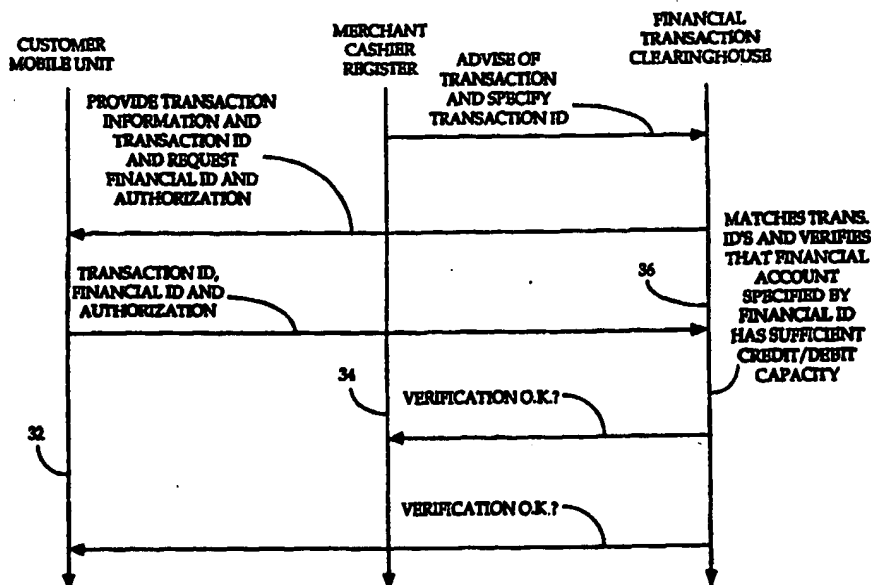 CUSTOMER
MOBILE UNIT
MERCHANT
CASHIER
REGISTER
FINANCIAL
TRANSACTION
CLEARINGHOUSE
ADVISE OF
TRANSACTION
AND SPECIFY
TRANSACTION ID
PROVIDE TRANSACTION
INFORMATION AND
TRANSACTION ID
AND REQUEST
FINANCIAL ID AND
AUTHORIZATION
MATCHES TRANS.
ID'S AND VERIFIES
THAT FINANCIAL
ACCOUNT
SPECIFIED BY
FINANCIAL ID
HAS SUFFICIENT
CREDIT/DEBIT
CAPACITY
36
TRANSACTION ID,
FINANCIAL ID AND
AUTHORIZATION
34
VERIFICATION O.K.?
32
VERIFICATION O.K.?